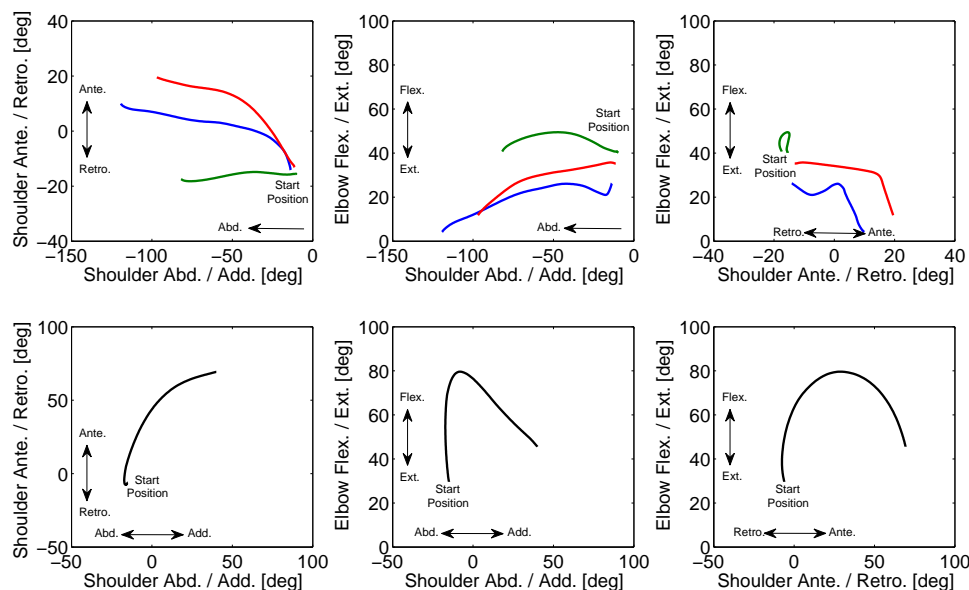 Shoulder Ante. / Retro. [deg]
40
20
0
−20
−40
Ante.
Retro.
Start
Position
Abd.
−150 −100 −50 0
Shoulder Abd. / Add. [deg]
Elbow Flex. / Ext. [deg]
100
80
60
40
20
0
Flex.
Ext.
Start
Position
Abd.
−150 −100 −50 0
Shoulder Abd. / Add. [deg]
Elbow Flex. / Ext. [deg]
100
80
60
40
20
0
Flex.
Ext.
Start
Position
Retro. Ante.
−40 −20 0 20 40
Shoulder Ante. / Retro. [deg]
Shoulder Ante. / Retro. [deg]
100
50
0
−50
Ante.
Retro.
Start
Position
Abd. Add.
−50 0 50 100
Shoulder Abd. / Add. [deg]
Elbow Flex. / Ext. [deg]
100
80
60
40
20
0
Flex.
Ext.
Start
Position
Abd. Add.
−50 0 50 100
Shoulder Abd. / Add. [deg]
Elbow Flex. / Ext. [deg]
100
80
60
40
20
0
Flex.
Ext.
Start
Position
Retro. Ante.
−50 0 50 100
Shoulder Ante. / Retro. [deg]